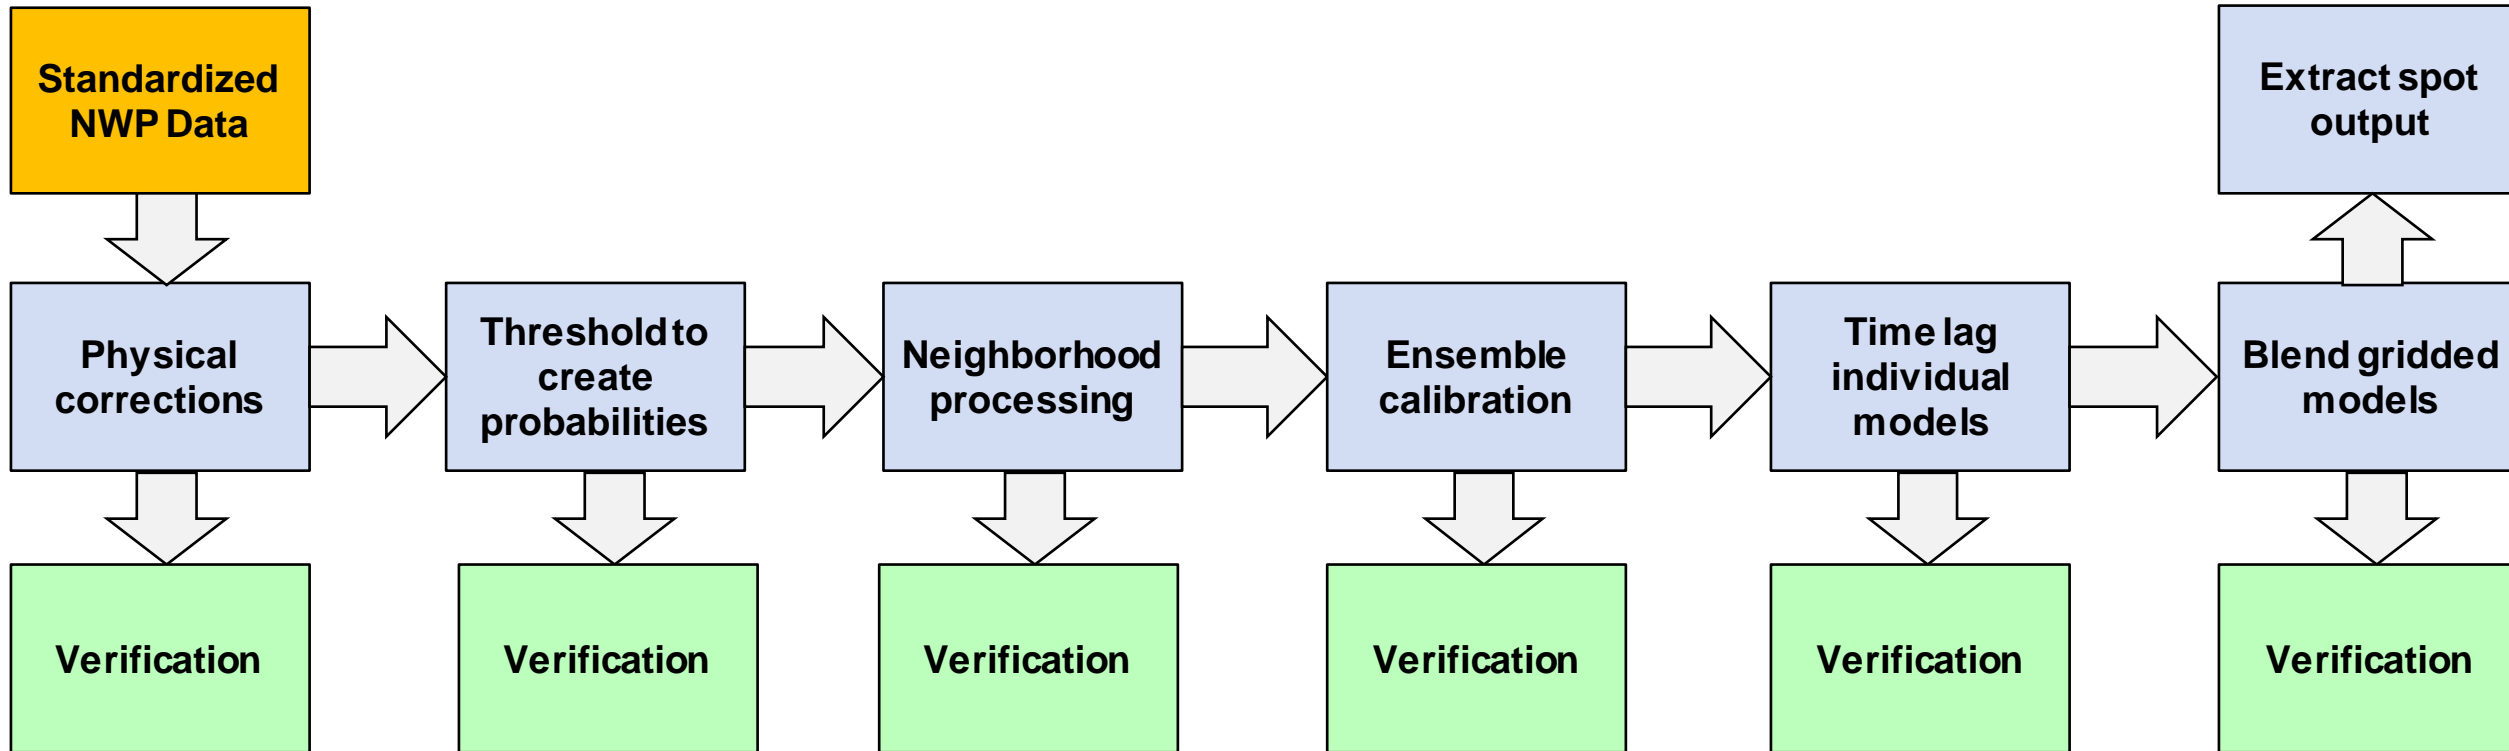 Standardized
NWP Data
Extract spot
output
Physical
corrections
Threshold to
create
probabilities
Neighborhood
processing
Ensemble
calibration
Time lag
individual
models
Blend gridded
models
Verification
Verification
Verification
Verification
Verification
Verification